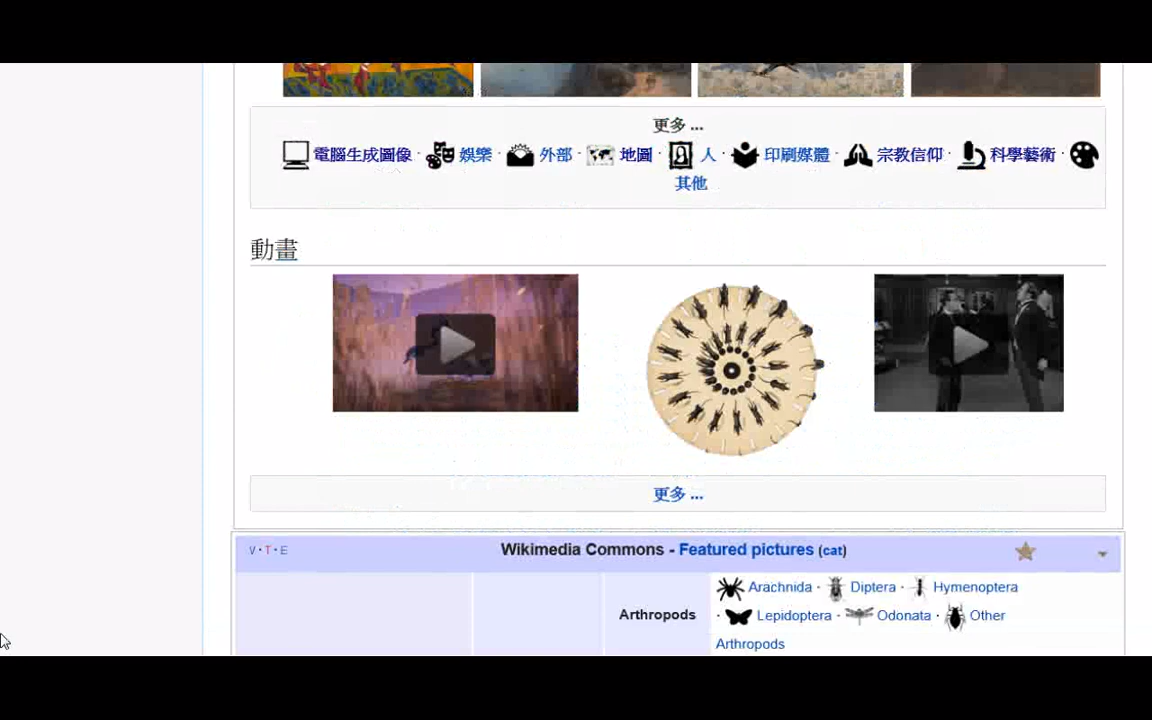 更多 ...
電腦生成圖像 · 娛樂 · 外部 · 地圖 · 人 · 印刷媒體 · 宗教信仰 · 科學藝術 ·
其他
動畫
更多 ...
V · T · E
Wikimedia Commons - Featured pictures (cat)
Arthropods
Arachnida · Diptera · Hymenoptera
· Lepidoptera · Odonata · Other
Arthropods